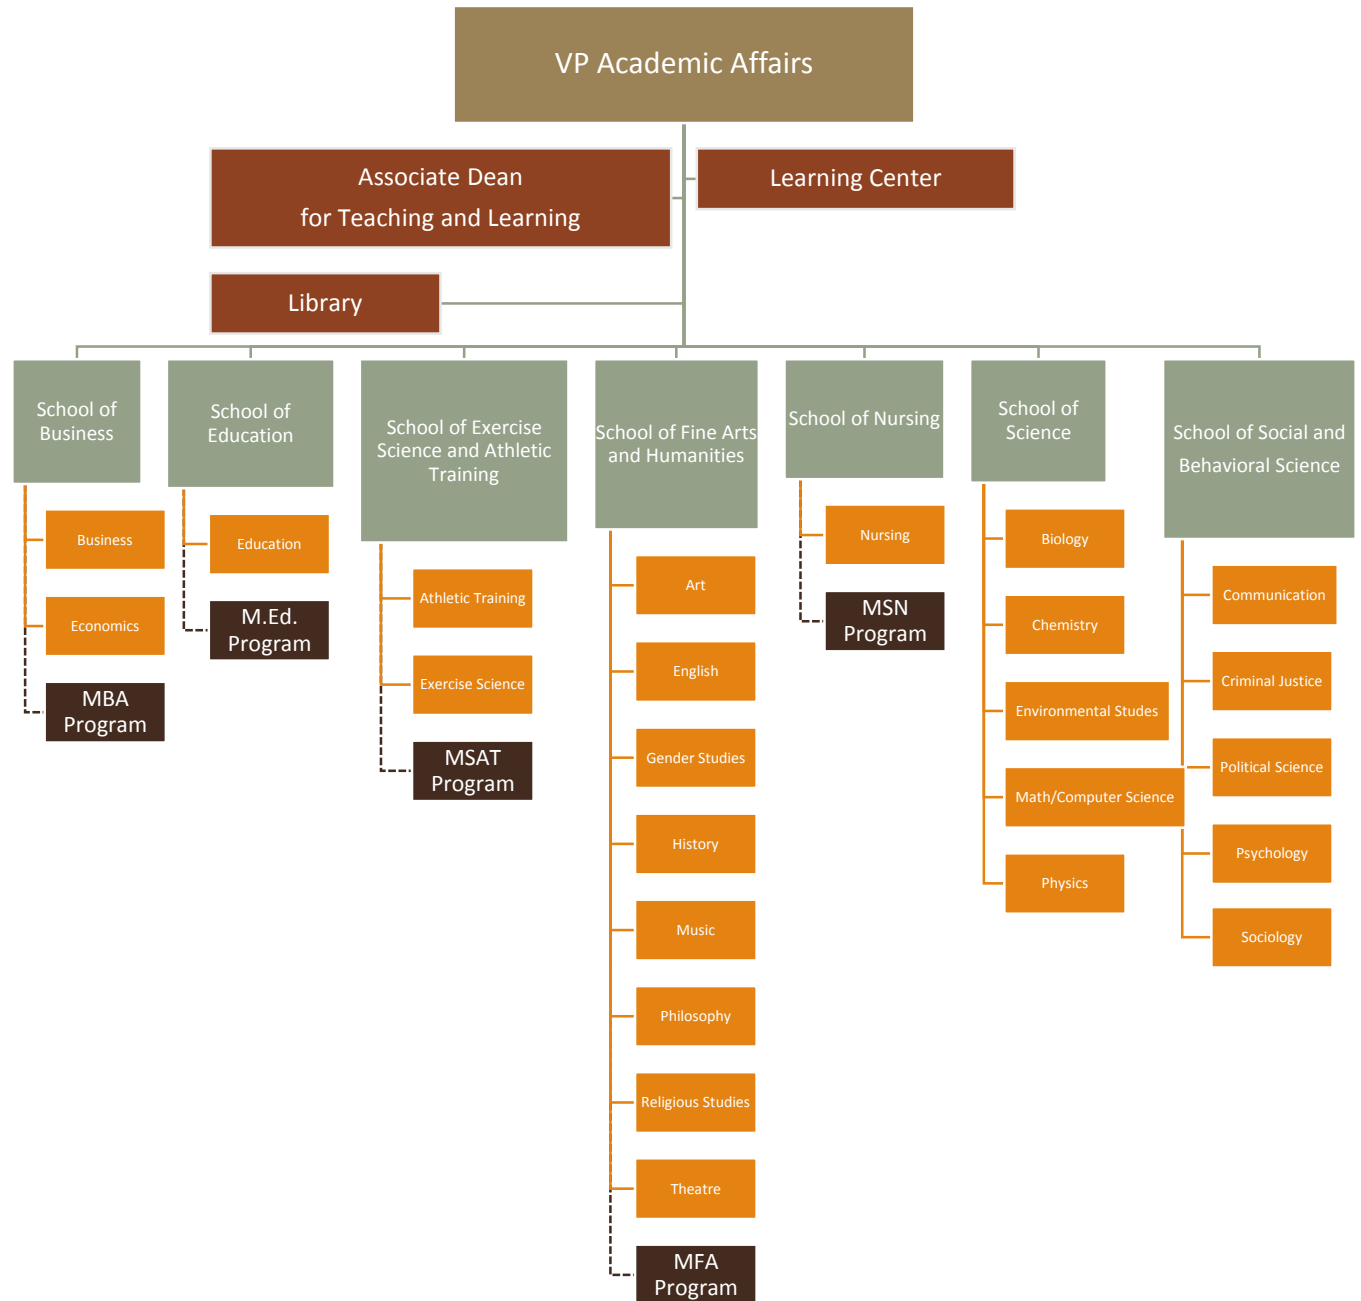 VP Academic Affairs
Associate Dean
for Teaching and Learning
Learning Center
Library
School of
Business
Business
Economics
MBA
Program
School of
Education
Education
M.Ed.
Program
School of Exercise
Science and Athletic
Training
Athletic Training
Exercise Science
MSAT
Program
School of Fine Arts
and Humanities
Art
English
Gender Studies
History
Music
Philosophy
Religious Studies
Theatre
MFA
Program
School of Nursing
Nursing
MSN
Program
School of
Science
Biology
Chemistry
Environmental Studes
Math/Computer Science
Physics
School of Social and
Behavioral Science
Communication
Criminal Justice
Political Science
Psychology
Sociology